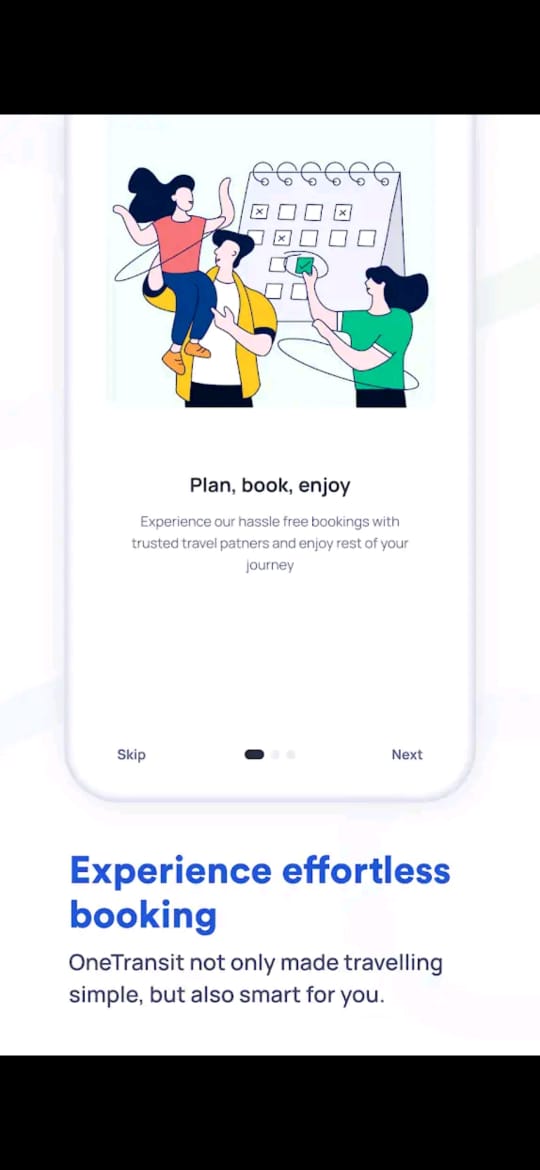 Plan, book, enjoy
Experience our hassle free bookings with
trusted travel patners and enjoy rest of your
journey
Skip
Next
Experience effortless
booking
OneTransit not only made travelling
simple, but also smart for you.